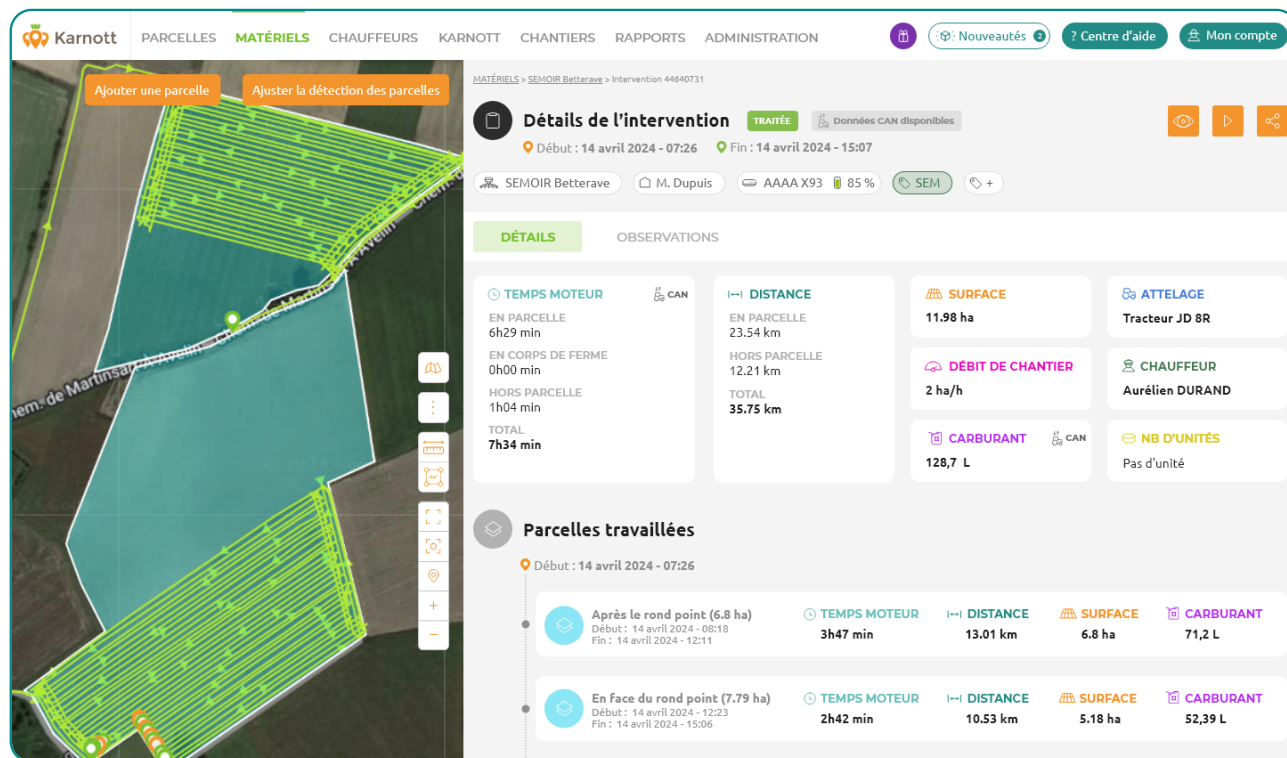 Karnott
PARCELLES
MATÉRIELS
CHAUFFEURS
KARNOTT
CHANTIERS
RAPPORTS
ADMINISTRATION
Nouveautés 2
? Centre d'aide
Mon compte
Ajouter une parcelle
Ajuster la détection des parcelles
Chem. de Martinsart À Avelin
MATÉRIELS > SEMOIR Betterave > Intervention 44640731
Détails de l'intervention
TRAITÉE
Données CAN disponibles
Début : 14 avril 2024 - 07:26
Fin : 14 avril 2024 - 15:07
SEMOIR Betterave
M. Dupuis
AAAA X93
85 %
SEM
+
DÉTAILS
OBSERVATIONS
TEMPS MOTEUR
CAN
EN PARCELLE
6h29 min
EN CORPS DE FERME
0h00 min
HORS PARCELLE
1h04 min
TOTAL
7h34 min
DISTANCE
EN PARCELLE
23.54 km
HORS PARCELLE
12.21 km
TOTAL
35.75 km
SURFACE
11.98 ha
ATTELAGE
Tracteur JD 8R
DÉBIT DE CHANTIER
2 ha/h
CHAUFFEUR
Aurélien DURAND
CARBURANT
CAN
128,7 L
NB D'UNITÉS
Pas d'unité
Parcelles travaillées
Début : 14 avril 2024 - 07:26
Après le rond point (6.8 ha)
Début : 14 avril 2024 - 08:18
Fin : 14 avril 2024 - 12:11
TEMPS MOTEUR
3h47 min
DISTANCE
13.01 km
SURFACE
6.8 ha
CARBURANT
71,2 L
En face du rond point (7.79 ha)
Début : 14 avril 2024 - 12:23
Fin : 14 avril 2024 - 15:06
TEMPS MOTEUR
2h42 min
DISTANCE
10.53 km
SURFACE
5.18 ha
CARBURANT
52,39 L